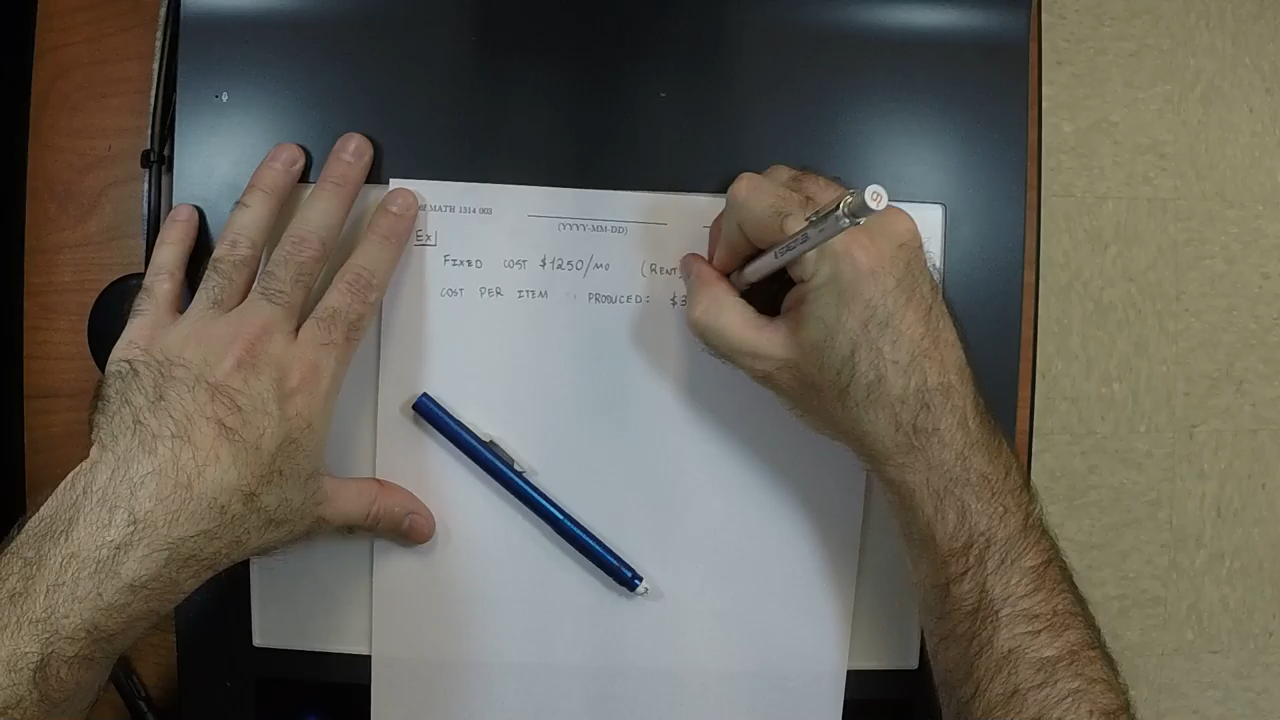 MATH 1314 003
(YYYY-MM-DD)
Ex
FIXED COST $1250/MO (RENT
COST PER ITEM PRODUCED: $3